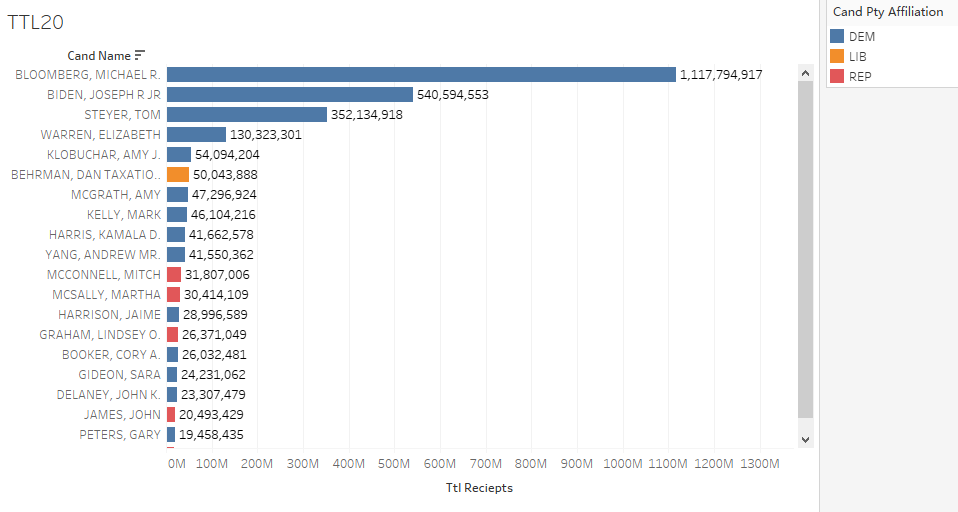 TTL20
Cand Name
BLOOMBERG, MICHAEL R. 1,117,794,917
BIDEN, JOSEPH R JR 540,594,553
STEYER, TOM 352,134,918
WARREN, ELIZABETH 130,323,301
KLOBUCHAR, AMY J. 54,094,204
BEHRMAN, DAN TAXATIO.. 50,043,888
MCGRATH, AMY 47,296,924
KELLY, MARK 46,104,216
HARRIS, KAMALA D. 41,662,578
YANG, ANDREW MR. 41,550,362
MCCONNELL, MITCH 31,807,006
MCSALLY, MARTHA 30,414,109
HARRISON, JAIME 28,996,589
GRAHAM, LINDSEY O. 26,371,049
BOOKER, CORY A. 26,032,481
GIDEON, SARA 24,231,062
DELANEY, JOHN K. 23,307,479
JAMES, JOHN 20,493,429
PETERS, GARY 19,458,435
0M 100M 200M 300M 400M 500M 600M 700M 800M 900M 1000M 1100M 1200M 1300M
Ttl Reciepts
Cand Pty Affiliation
DEM
LIB
REP